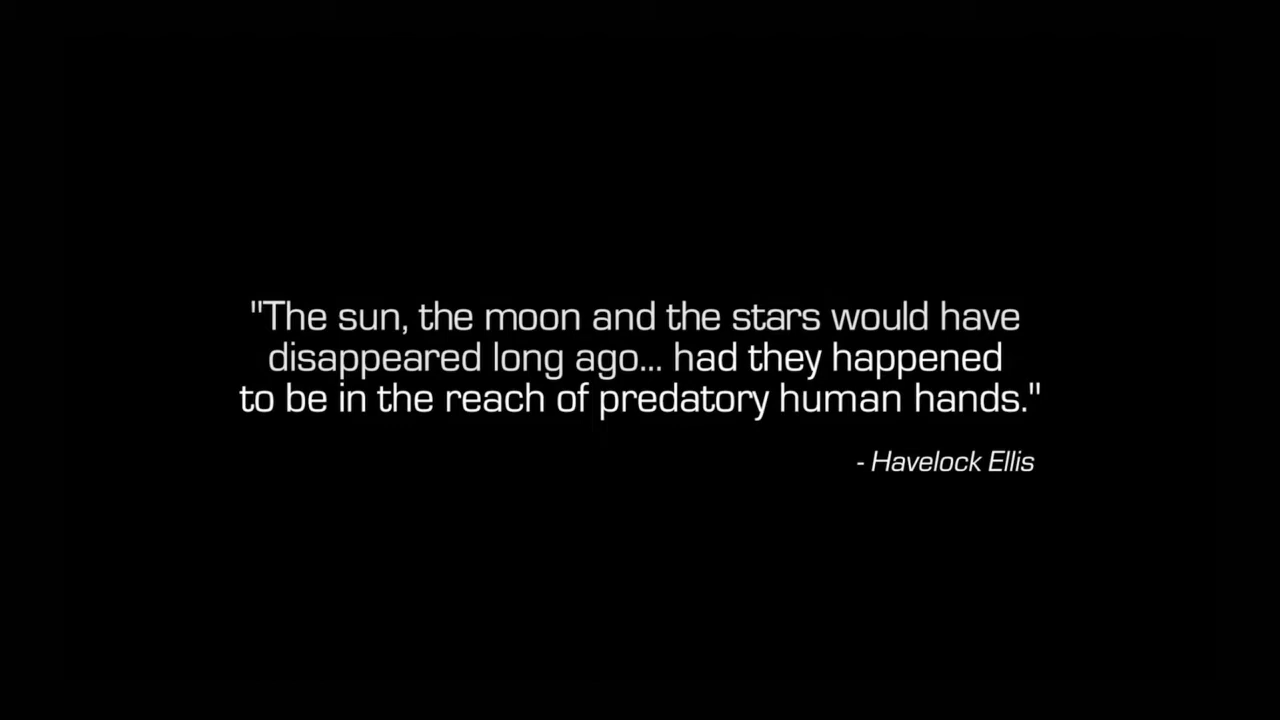 "The sun, the moon and the stars would have
disappeared long ago... had they happened
to be in the reach of predatory human hands."
- Havelock Ellis